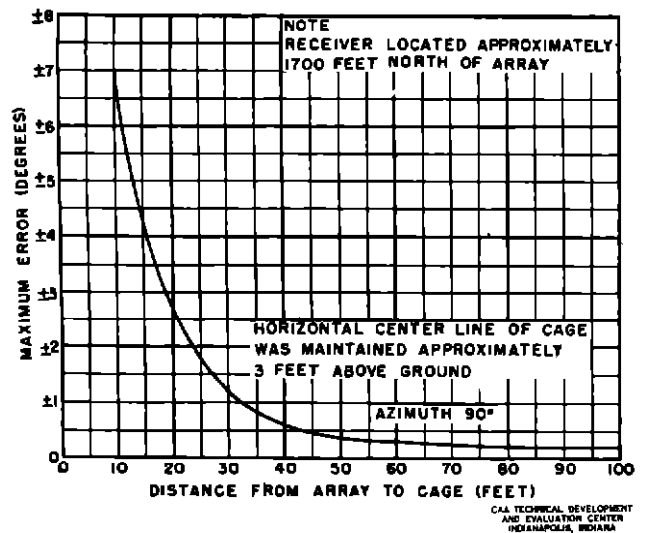 ±8
±7
±6
±5
±4
±3
±2
±1
0
MAXIMUM ERROR (DEGREES)
NOTE
RECEIVER LOCATED APPROXIMATELY
1700 FEET NORTH OF ARRAY
HORIZONTAL CENTER LINE OF CAGE
WAS MAINTAINED APPROXIMATELY
3 FEET ABOVE GROUND
AZIMUTH 90°
0 10 20 30 40 50 60 70 80 90 100
DISTANCE FROM ARRAY TO CAGE (FEET)
CAA TECHNICAL DEVELOPMENT
AND EVALUATION CENTER
INDIANAPOLIS, INDIANA